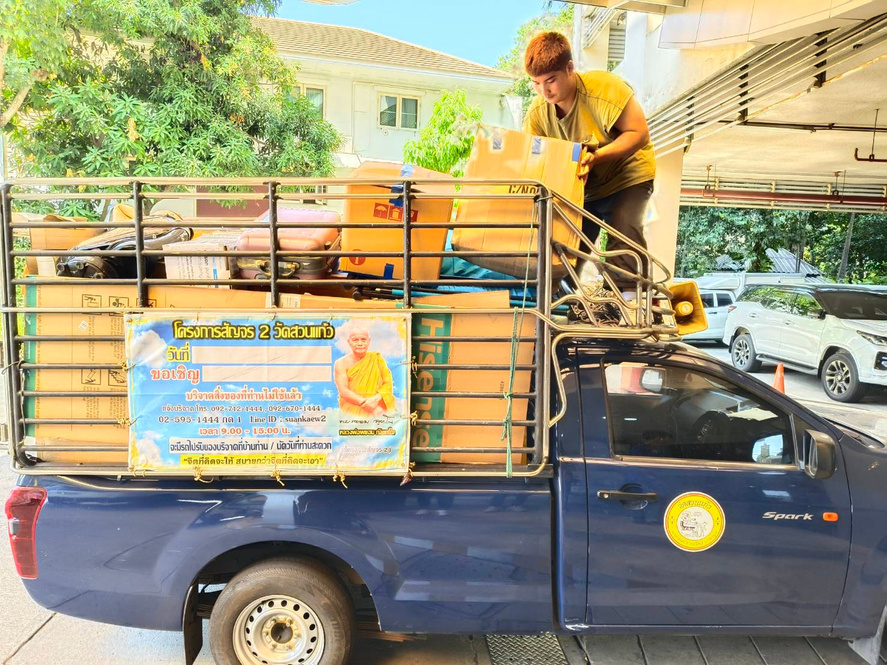 โครงการสัญจร 2 วัดสวนแก้ว
วันที่
ขอเชิญ
บริจาคสิ่งของที่ท่านไม่ใช้แล้ว
แจ้งบริจาค โทร. 092-712-1444 , 092-670-1444
02-595-1444 กด 1 Line ID : suankaew2
เวลา 9.00 - 15.00 น.
จะมีรถไปรับของบริจาคที่บ้านท่าน / นัดวันที่ท่านสะดวก
"จิตที่คิดจะให้ สบายกว่าจิตที่คิดจะเอา"
Hisense
Spark